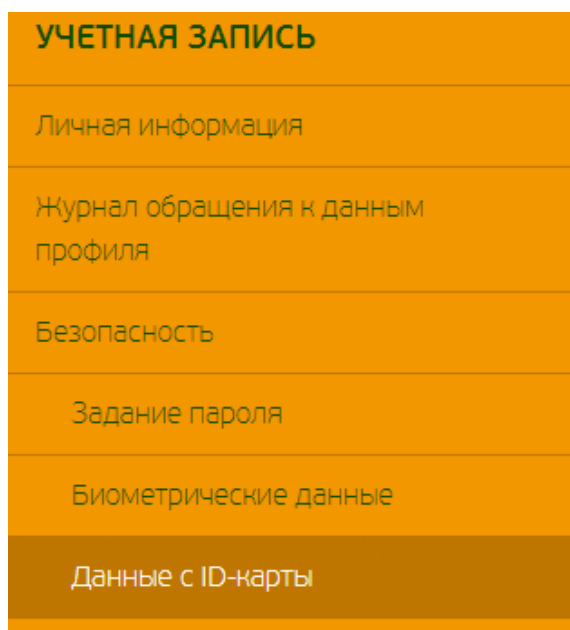 УЧЕТНАЯ ЗАПИСЬ
Личная информация
Журнал обращения к данным
профиля
Безопасность
Задание пароля
Биометрические данные
Данные с ID-карты